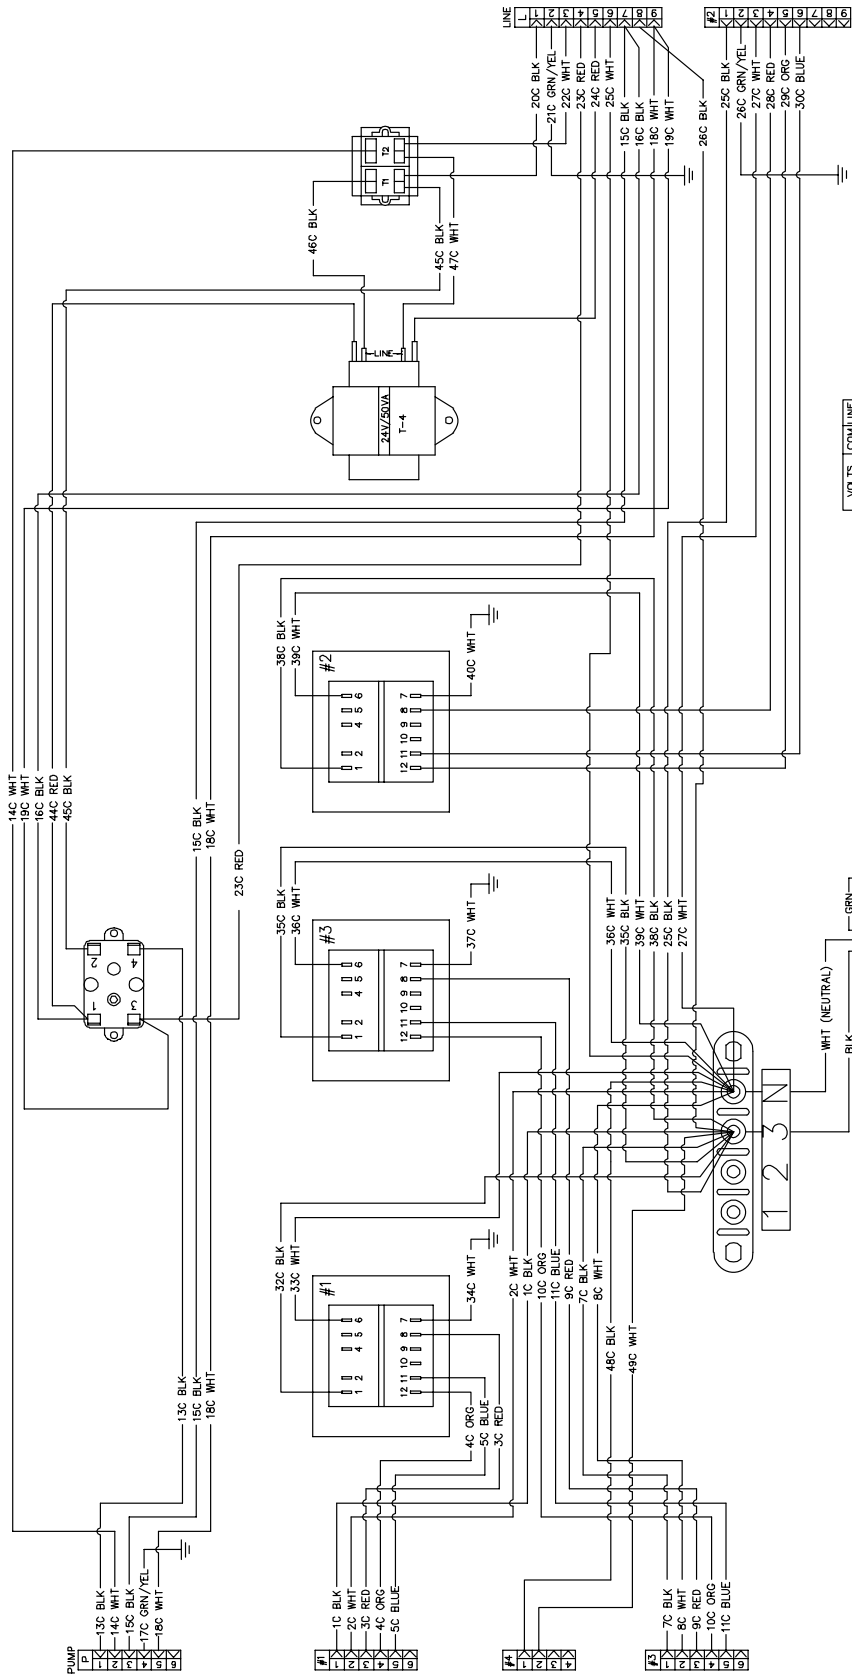 LINE
L
1
2
3
4
5
6
7
8
9
20C BLK
21C GRN/YEL
22C WHT
23C RED
24C RED
25C WHT
15C BLK
16C BLK
18C WHT
19C WHT
26C BLK
#2
1
2
3
4
5
6
7
8
9
25C BLK
26C GRN/YEL
27C WHT
28C RED
29C ORG
30C BLUE
T2
T1
46C BLK
45C BLK
47C WHT
LINE
24V/50VA
T-4
VOLTS
COM
LINE
14C WHT
19C WHT
16C BLK
44C RED
45C BLK
15C BLK
18C WHT
23C RED
2
4
1
3
38C BLK
39C WHT
#2
6
5
4
2
1
7
8
9
10
11
12
40C WHT
35C BLK
36C WHT
#3
6
5
4
2
1
7
8
9
10
11
12
37C WHT
36C WHT
35C BLK
39C WHT
38C BLK
25C BLK
27C WHT
32C BLK
33C WHT
#1
6
5
4
2
1
7
8
9
10
11
12
34C WHT
2C WHT
1C BLK
10C ORG
11C BLUE
9C RED
7C BLK
8C WHT
48C BLK
49C WHT
1 2 3 N
WHT (NEUTRAL)
BLK
GRN
13C BLK
15C BLK
18C WHT
4C ORG
5C BLUE
3C RED
PUMP
P
1
2
3
4
5
6
13C BLK
14C WHT
15C BLK
17C GRN/YEL
18C WHT
#1
1
2
3
4
5
6
1C BLK
2C WHT
3C RED
4C ORG
5C BLUE
#4
1
2
3
4
#3
1
2
3
4
5
6
7C BLK
8C WHT
9C RED
10C ORG
11C BLUE